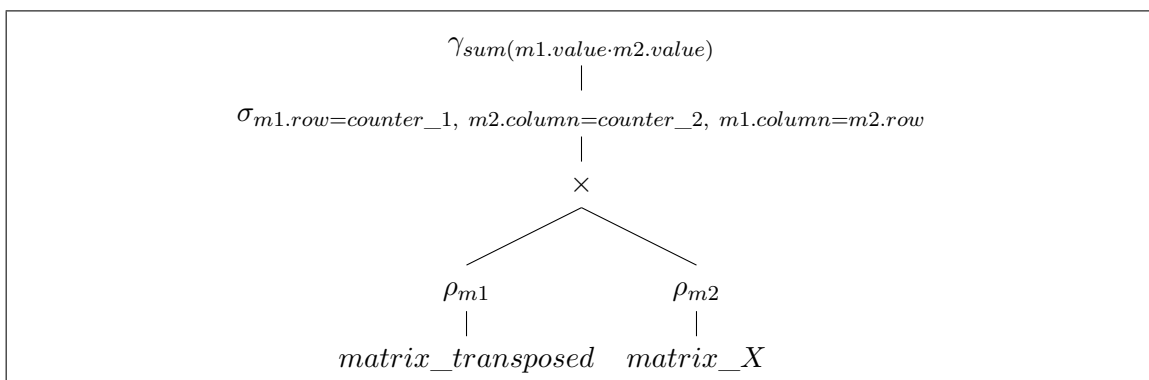 γsum(m1.value·m2.value)
σm1.row=counter_1, m2.column=counter_2, m1.column=m2.row
×
ρm1 ρm2
matrix_transposed matrix_X